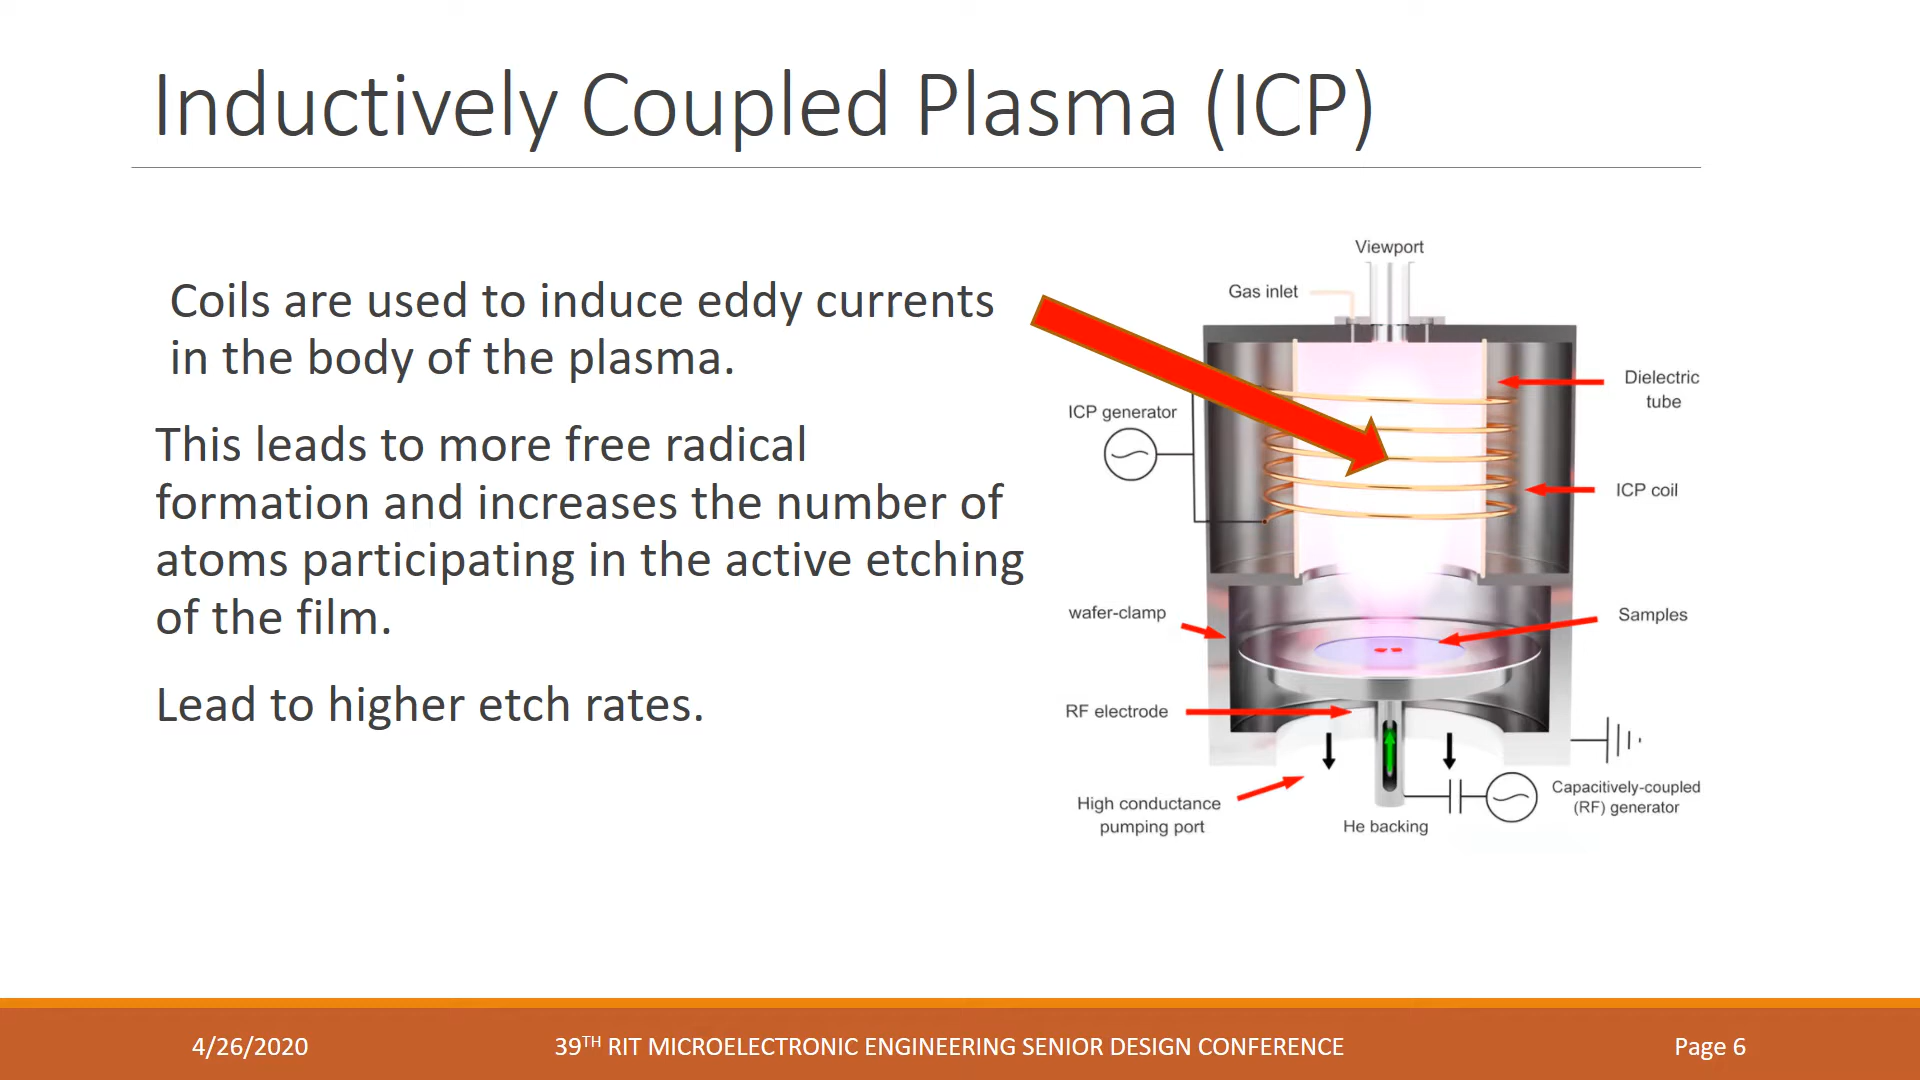 Inductively Coupled Plasma (ICP)
Coils are used to induce eddy currents
in the body of the plasma.
This leads to more free radical
formation and increases the number of
atoms participating in the active etching
of the film.
Lead to higher etch rates.
Viewport
Gas inlet
Dielectric
tube
ICP generator
ICP coil
wafer-clamp
Samples
RF electrode
Capacitively-coupled
(RF) generator
High conductance
pumping port
He backing
4/26/2020
39TH RIT MICROELECTRONIC ENGINEERING SENIOR DESIGN CONFERENCE
Page 6